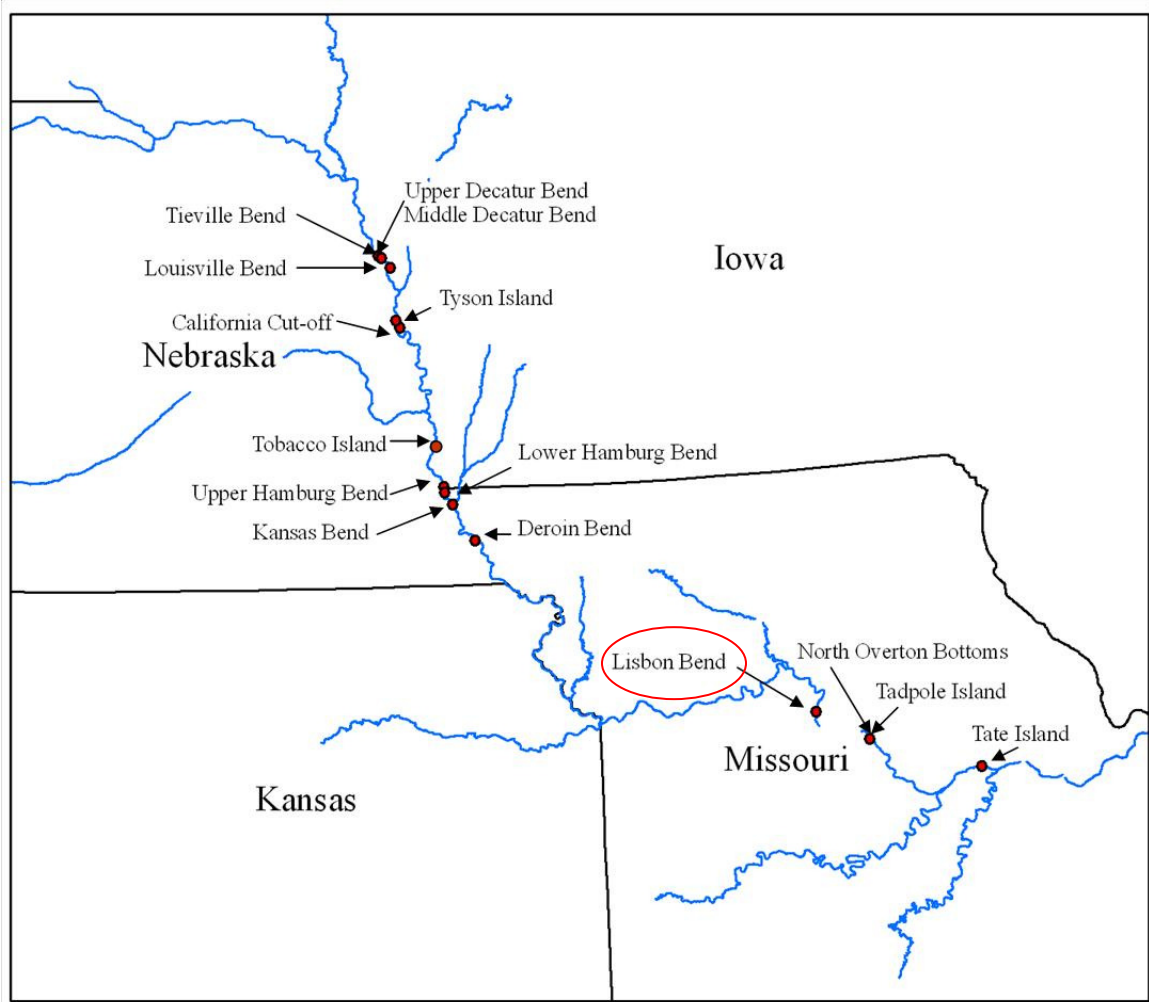 Upper Decatur Bend
Middle Decatur Bend
Tieville Bend
Iowa
Louisville Bend
Tyson Island
California Cut-off
Nebraska
Tobacco Island
Lower Hamburg Bend
Upper Hamburg Bend
Kansas Bend
Deroin Bend
Lisbon Bend
North Overton Bottoms
Tadpole Island
Tate Island
Missouri
Kansas